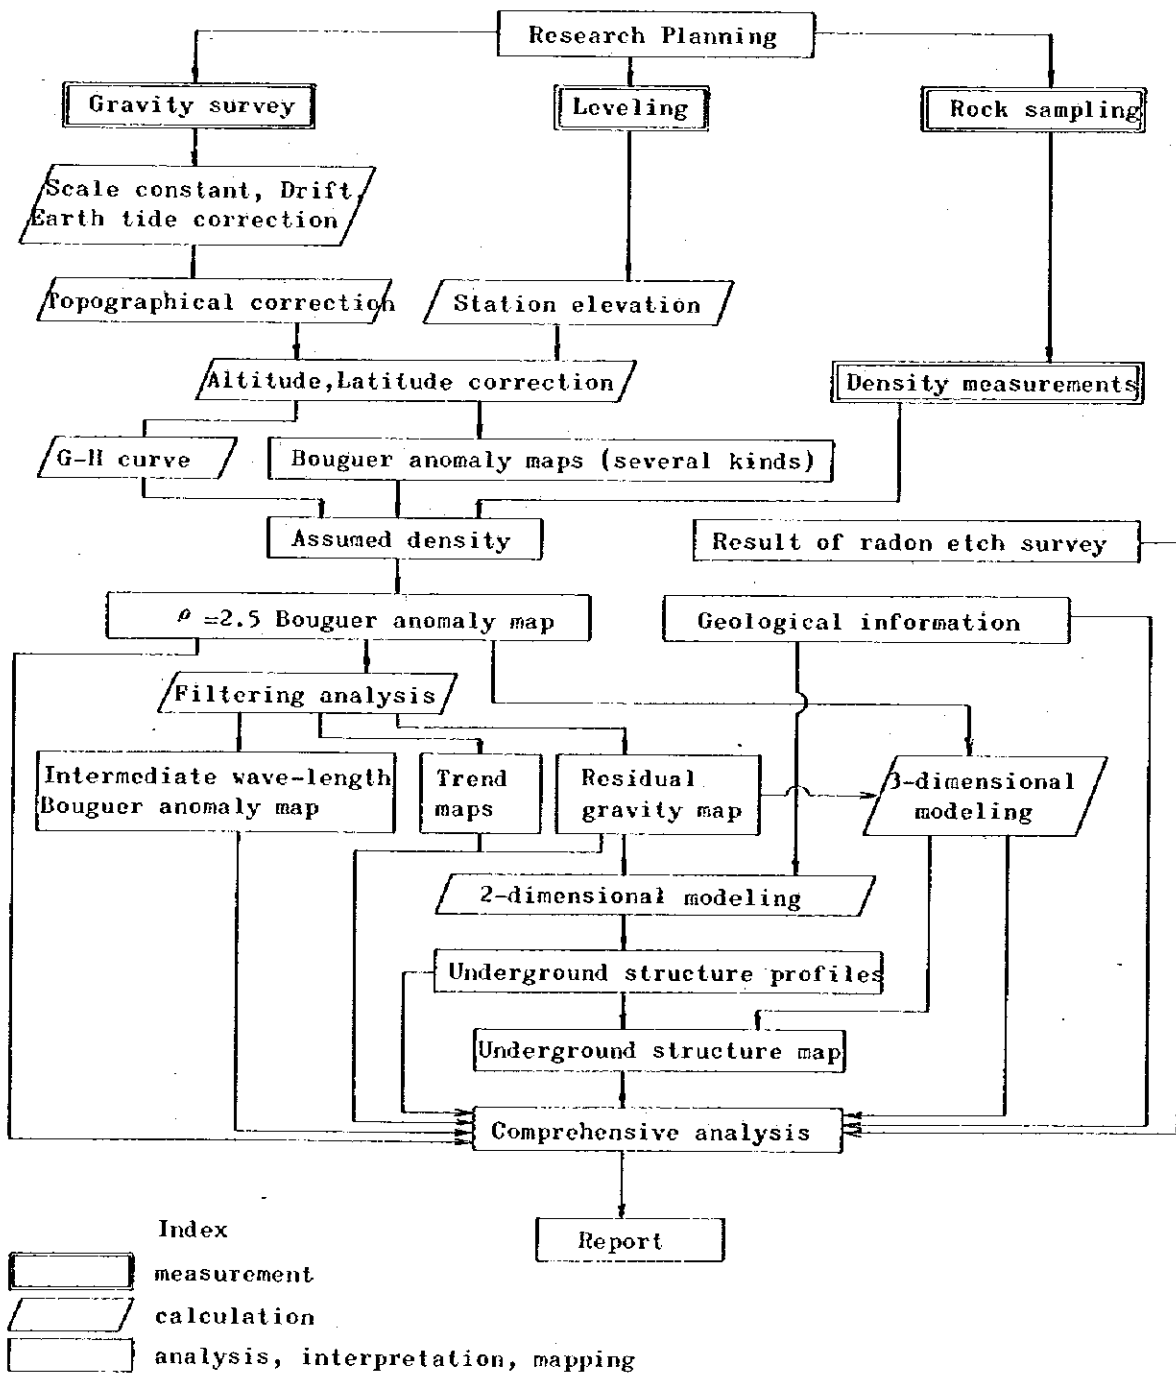 Research Planning
Gravity survey
Leveling
Rock sampling
Scale constant, Drift,
Earth tide correction
Topographical correction
Station elevation
Altitude,Latitude correction
Density measurements
G-H curve
Bouguer anomaly maps (several kinds)
Assumed density
Result of radon etch survey
ρ =2.5 Bouguer anomaly map
Geological information
Filtering analysis
Intermediate wave-length
Bouguer anomaly map
Trend
maps
Residual
gravity map
3-dimensional
modeling
2-dimensional modeling
Underground structure profiles
Underground structure map
Comprehensive analysis
Report
Index
measurement
calculation
analysis, interpretation, mapping